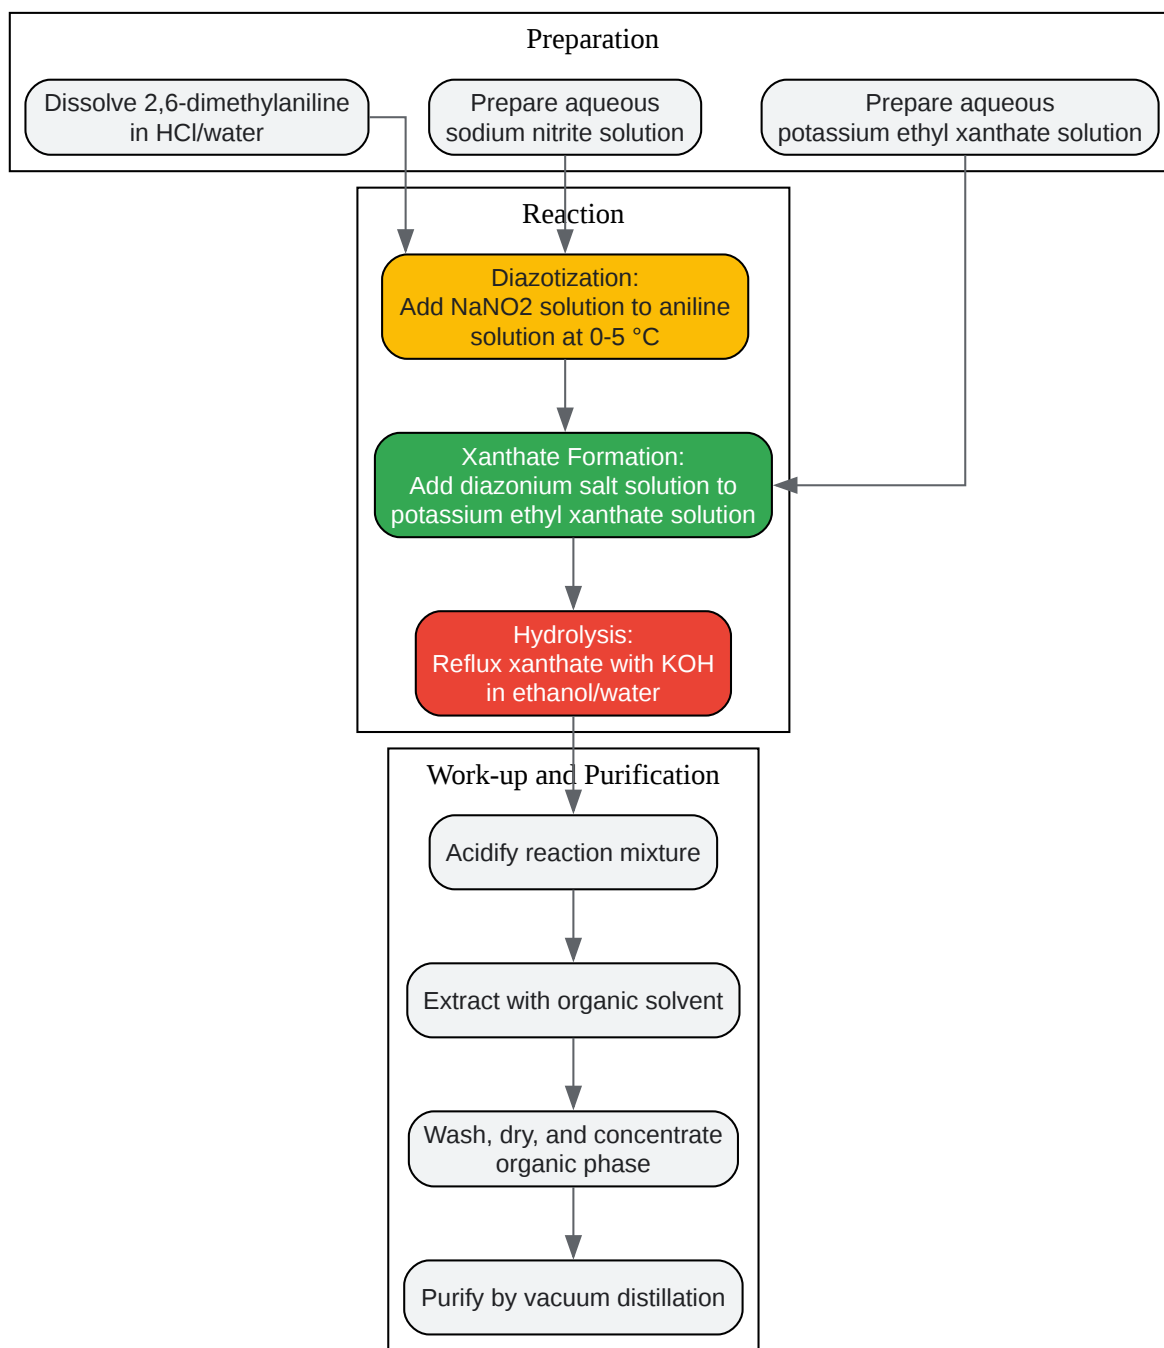 Preparation
Dissolve 2,6-dimethylaniline
in HCl/water
Prepare aqueous
sodium nitrite solution
Prepare aqueous
potassium ethyl xanthate solution
Reaction
Diazotization:
Add NaNO2 solution to aniline
solution at 0-5 °C
Xanthate Formation:
Add diazonium salt solution to
potassium ethyl xanthate solution
Hydrolysis:
Reflux xanthate with KOH
in ethanol/water
Work-up and Purification
Acidify reaction mixture
Extract with organic solvent
Wash, dry, and concentrate
organic phase
Purify by vacuum distillation